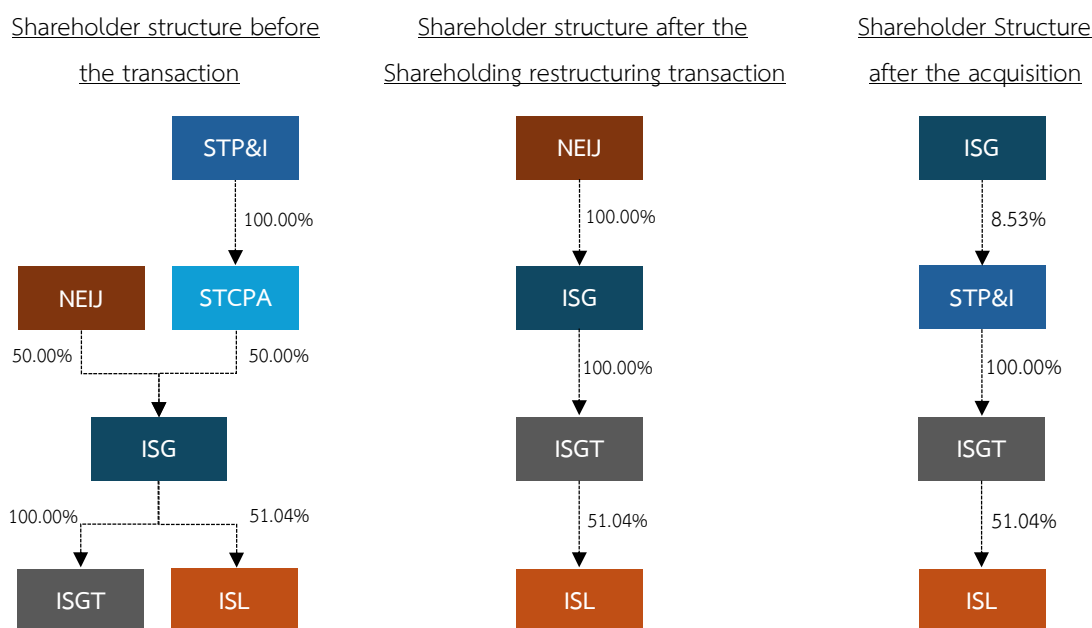 Shareholder structure before
the transaction
STP&I
100.00%
NEIJ
STCPA
50.00%
50.00%
ISG
100.00%
51.04%
ISGT
ISL
Shareholder structure after the
Shareholding restructuring transaction
NEIJ
100.00%
ISG
100.00%
ISGT
51.04%
ISL
Shareholder Structure
after the acquisition
ISG
8.53%
STP&I
100.00%
ISGT
51.04%
ISL